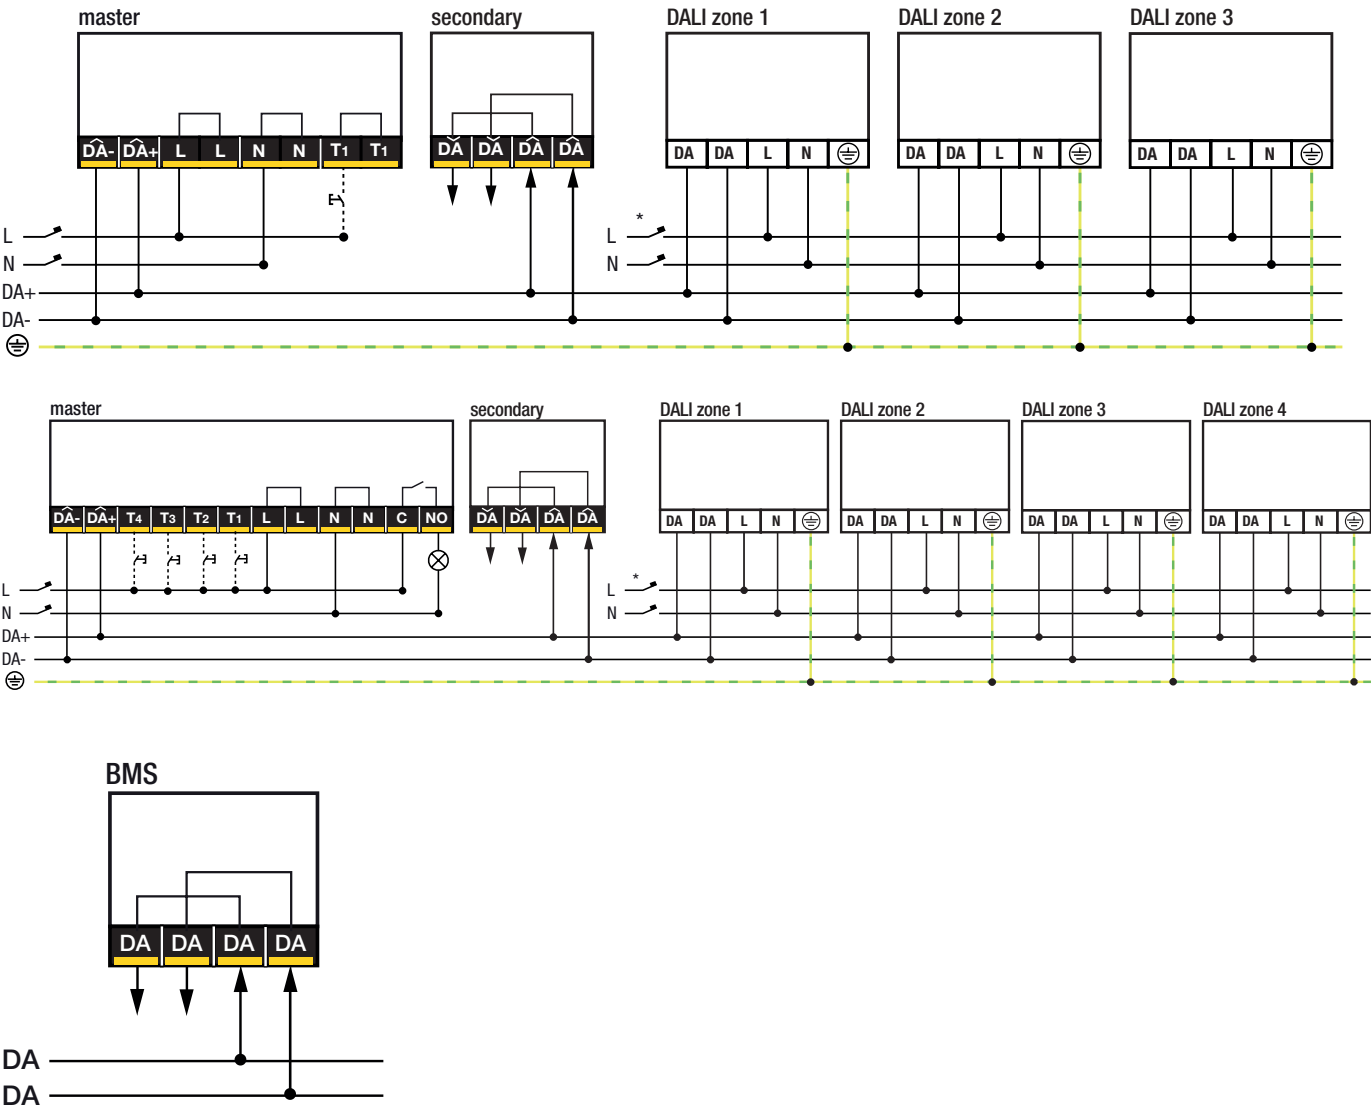 master secondary DALI zone 1 DALI zone 2 DALI zone 3
DA- DA+ L L N N T1 T1 DA DA DA DA DA DA L N DA DA L N DA DA L N
L * L
N N
DA+
DA-
master secondary DALI zone 1 DALI zone 2 DALI zone 3 DALI zone 4
DA- DA+ T4 T3 T2 T1 L L N N C NO DA DA DA DA DA DA L N DA DA L N DA DA L N DA DA L N
L * L
N N
DA+
DA-
BMS
DA DA DA DA
DA
DA